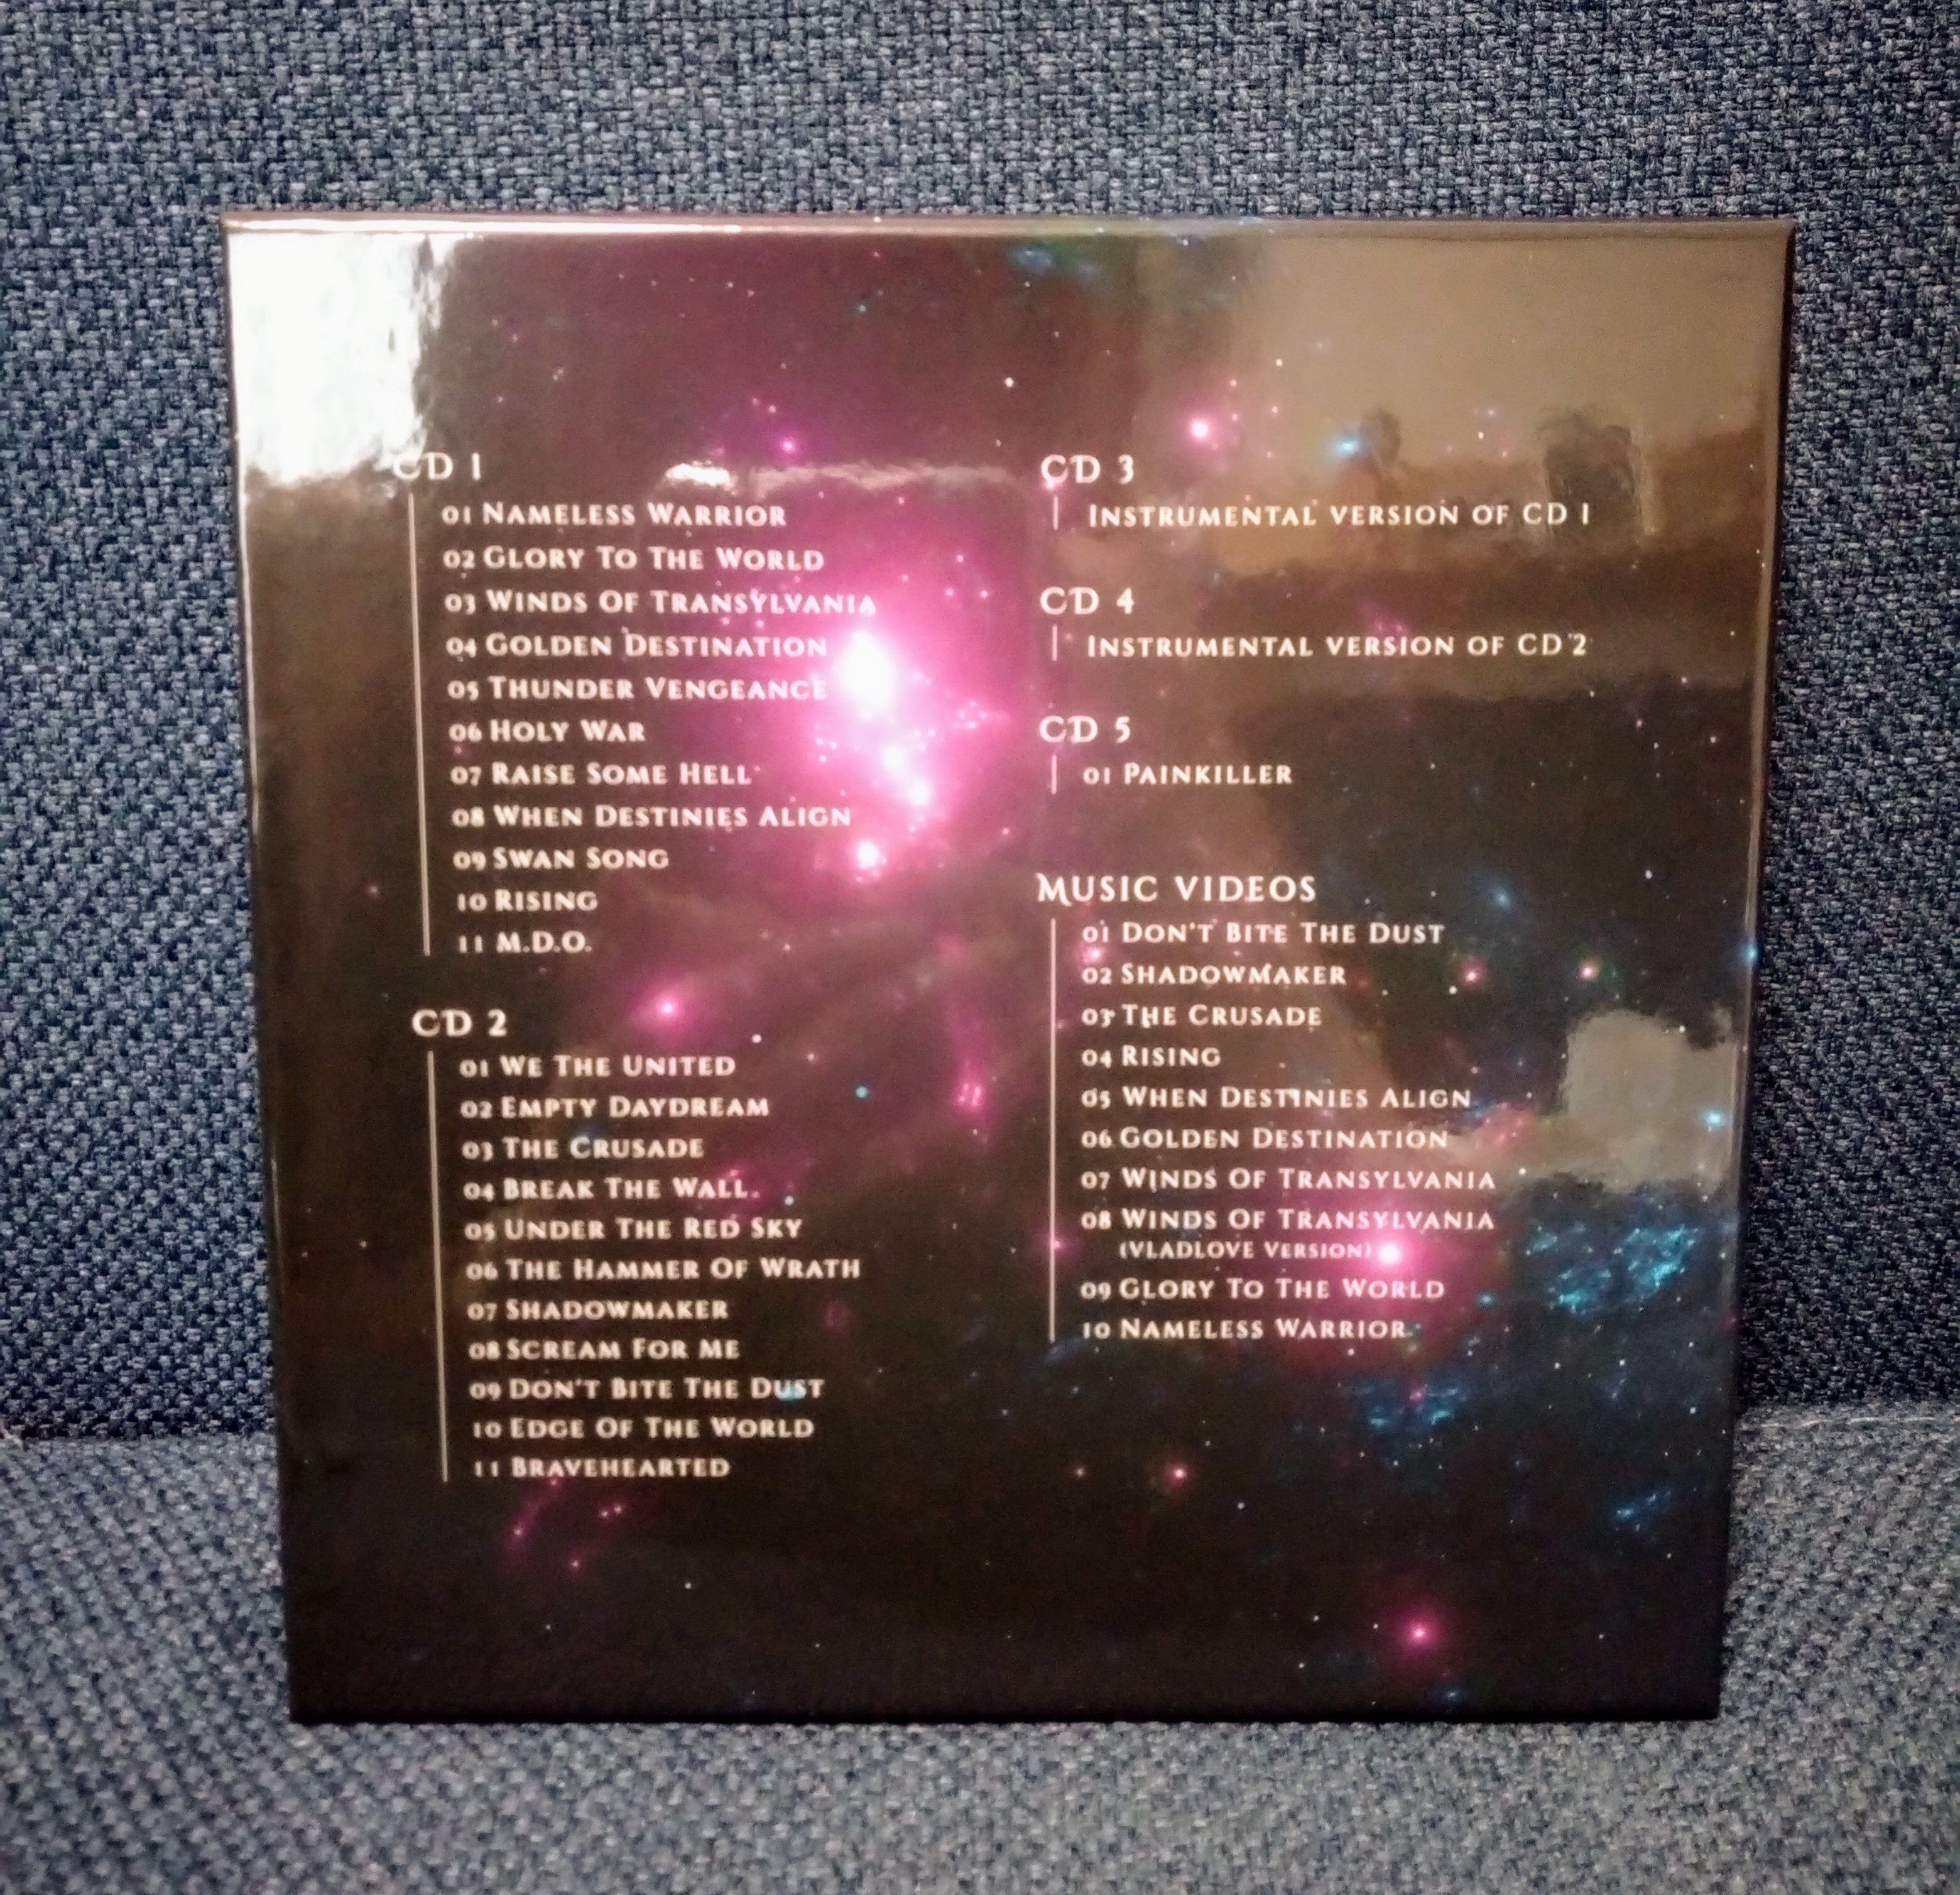 CD 1
01 Nameless Warrior
02 Glory To The World
03 Winds Of Transylvania
04 Golden Destination
05 Thunder Vengeance
06 Holy War
07 Raise Some Hell
08 When Destinies Align
09 Swan Song
10 Rising
11 M.D.O.
CD 2
01 We The United
02 Empty Daydream
03 The Crusade
04 Break The Wall
05 Under The Red Sky
06 The Hammer Of Wrath
07 Shadowmaker
08 Scream For Me
09 Don't Bite The Dust
10 Edge Of The World
11 Bravehearted
CD 3
Instrumental version of CD 1
CD 4
Instrumental version of CD 2
CD 5
01 Painkiller
Music videos
01 Don't Bite The Dust
02 Shadowmaker
03 The Crusade
04 Rising
05 When Destinies Align
06 Golden Destination
07 Winds Of Transylvania
08 Winds Of Transylvania
(VLADLOVE version)
09 Glory To The World
10 Nameless Warrior